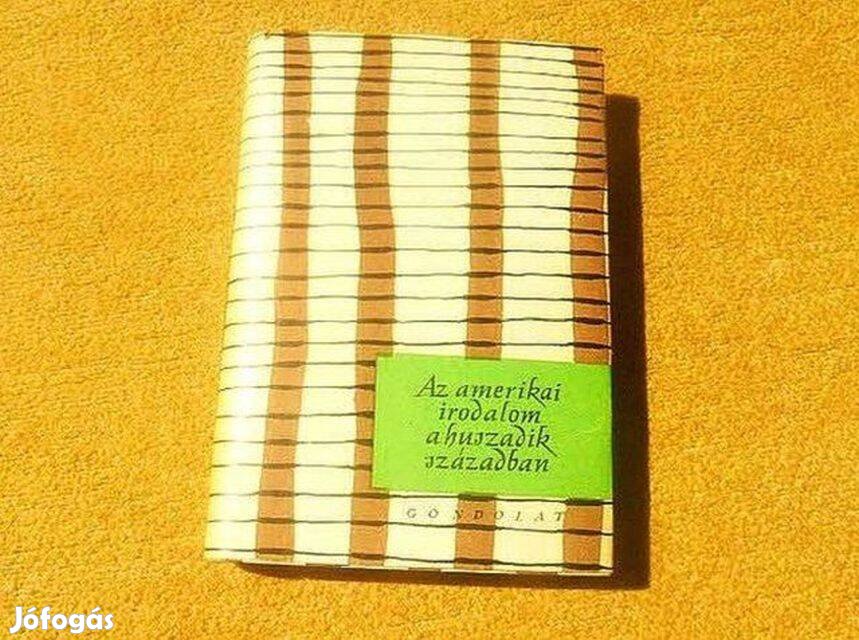 Az amerikai
irodalom
a huszadik
században
GONDOLAT
Jófogás